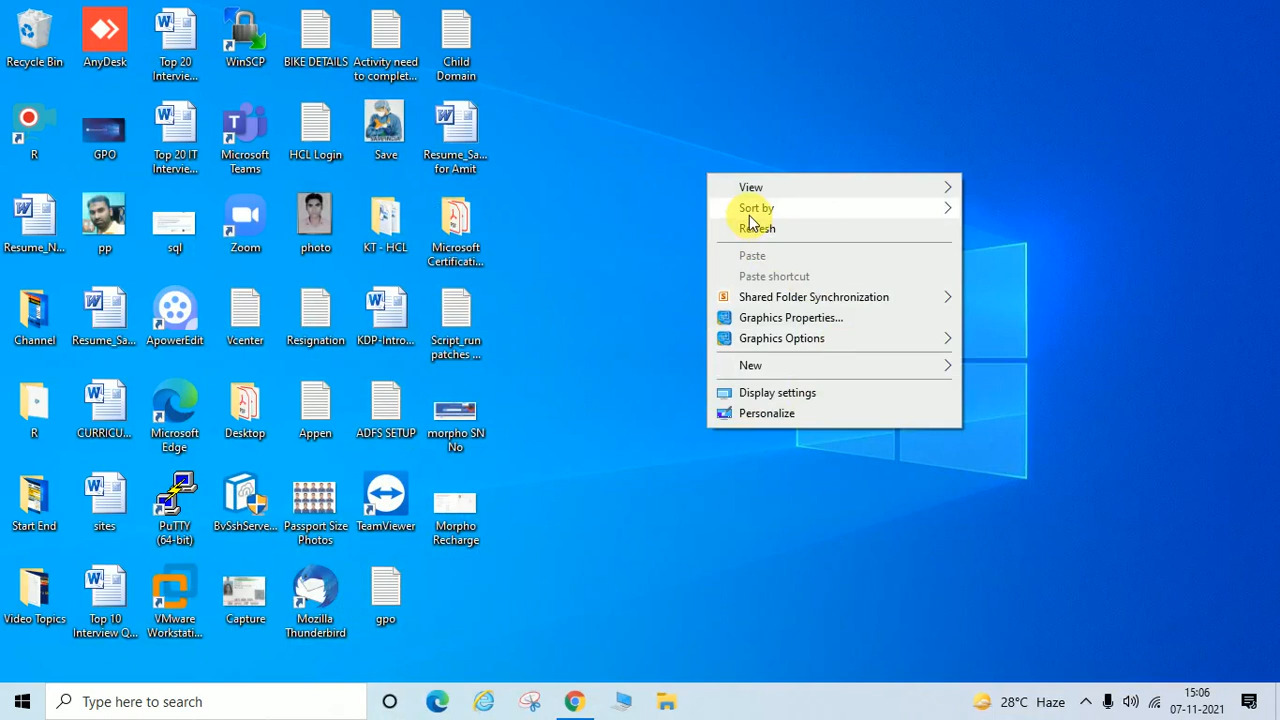 Recycle Bin
AnyDesk
Top 20
Intervie...
WinSCP
BIKE DETAILS
Activity need
to complet...
Child
Domain
R
GPO
Top 20 IT
Intervie...
Microsoft
Teams
HCL Login
Save
Resume_Sa...
for Amit
Resume_N...
pp
sql
Zoom
photo
KT - HCL
Microsoft
Certificati...
Channel
Resume_Sa...
ApowerEdit
Vcenter
Resignation
KDP-Intro...
Script_run
patches ...
R
CURRICU...
Microsoft
Edge
Desktop
Appen
ADFS SETUP
morpho SN
No
Start End
sites
PuTTY
(64-bit)
BvSshServe...
Passport Size
Photos
TeamViewer
Morpho
Recharge
Video Topics
Top 10
Interview Q...
VMware
Workstati...
Capture
Mozilla
Thunderbird
gpo
View
Sort by
Refresh
Paste
Paste shortcut
Shared Folder Synchronization
Graphics Properties...
Graphics Options
New
Display settings
Personalize
Type here to search
28°C Haze
15:06
07-11-2021